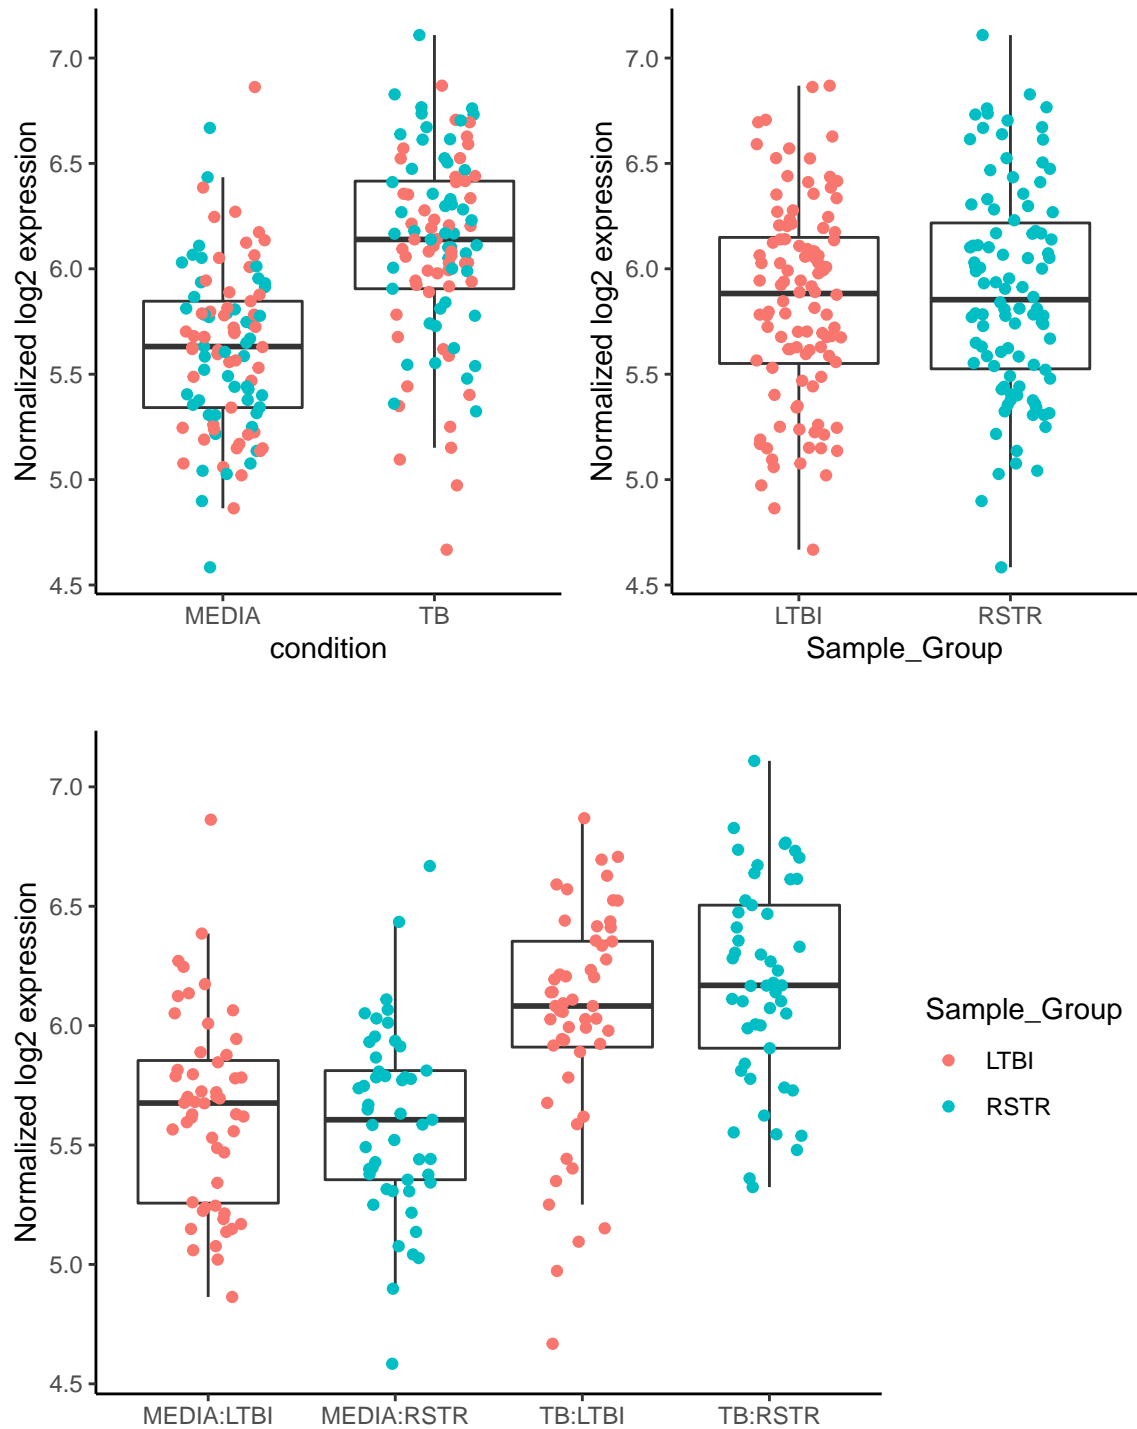 Normalized log2 expression
7.0
6.5
6.0
5.5
5.0
4.5
MEDIA TB
condition
Normalized log2 expression
7.0
6.5
6.0
5.5
5.0
4.5
LTBI RSTR
Sample_Group
Normalized log2 expression
7.0
6.5
6.0
5.5
5.0
4.5
MEDIA:LTBI MEDIA:RSTR TB:LTBI TB:RSTR
Sample_Group
LTBI
RSTR